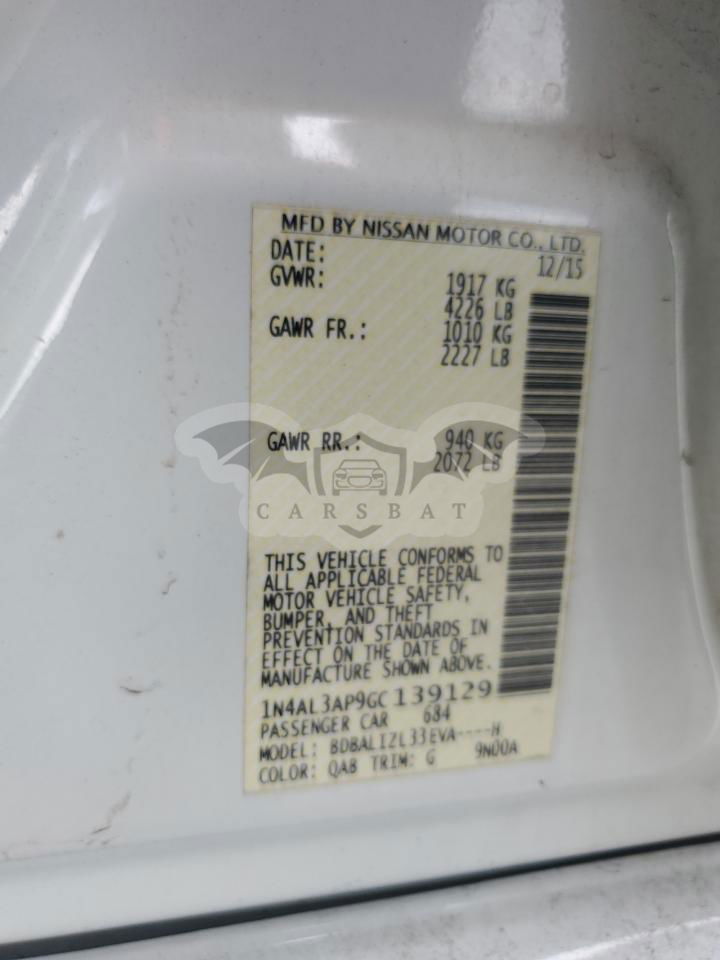 MFD BY NISSAN MOTOR CO., LTD.
DATE: 12/15
GVWR: 1917 KG
4226 LB
GAWR FR.: 1010 KG
2227 LB
GAWR RR.: 940 KG
2072 LB
CARSBAT
THIS VEHICLE CONFORMS TO
ALL APPLICABLE FEDERAL
MOTOR VEHICLE SAFETY,
BUMPER, AND THEFT
PREVENTION STANDARDS IN
EFFECT ON THE DATE OF
MANUFACTURE SHOWN ABOVE.
1N4AL3AP9GC139129
PASSENGER CAR 684
MODEL: BDBALIZL33EVA----H
COLOR: QAB TRIM: G 9N00A